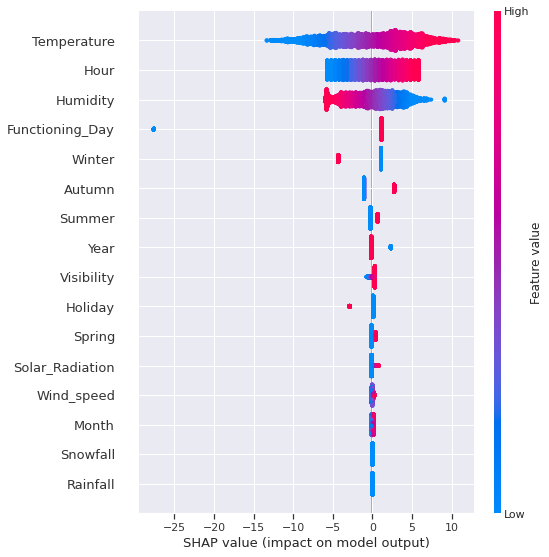 High
Temperature
Hour
Humidity
Functioning_Day
Winter
Autumn
Summer
Year
Visibility
Holiday
Spring
Solar_Radiation
Wind_speed
Month
Snowfall
Rainfall
Feature value
Low
−25 −20 −15 −10 −5 0 5 10
SHAP value (impact on model output)